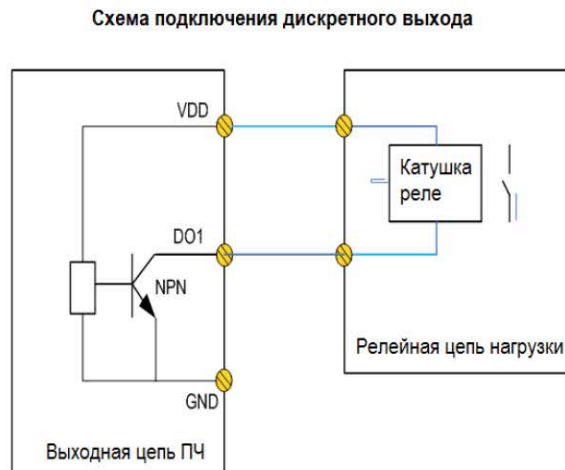 Схема подключения дискретного выхода
VDD
Катушка
реле
DO1
NPN
Релейная цепь нагрузки
GND
Выходная цепь ПЧ